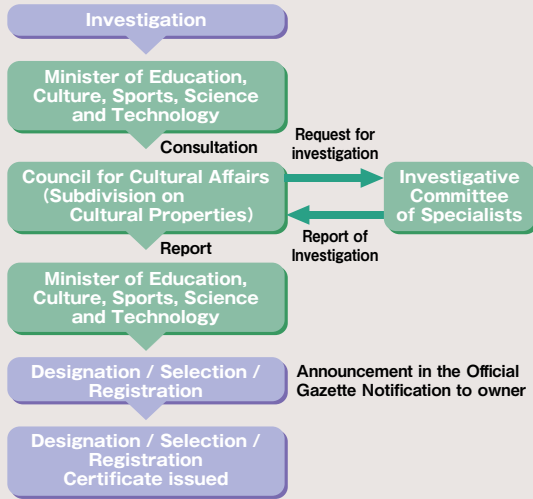 Investigation
Minister of Education,
Culture, Sports, Science
and Technology
Consultation
Request for
investigation
Council for Cultural Affairs
(Subdivision on
Cultural Properties)
Investigative
Committee
of Specialists
Report
Report of
Investigation
Minister of Education,
Culture, Sports, Science
and Technology
Designation / Selection /
Registration
Announcement in the Official
Gazette Notification to owner
Designation / Selection /
Registration
Certificate issued